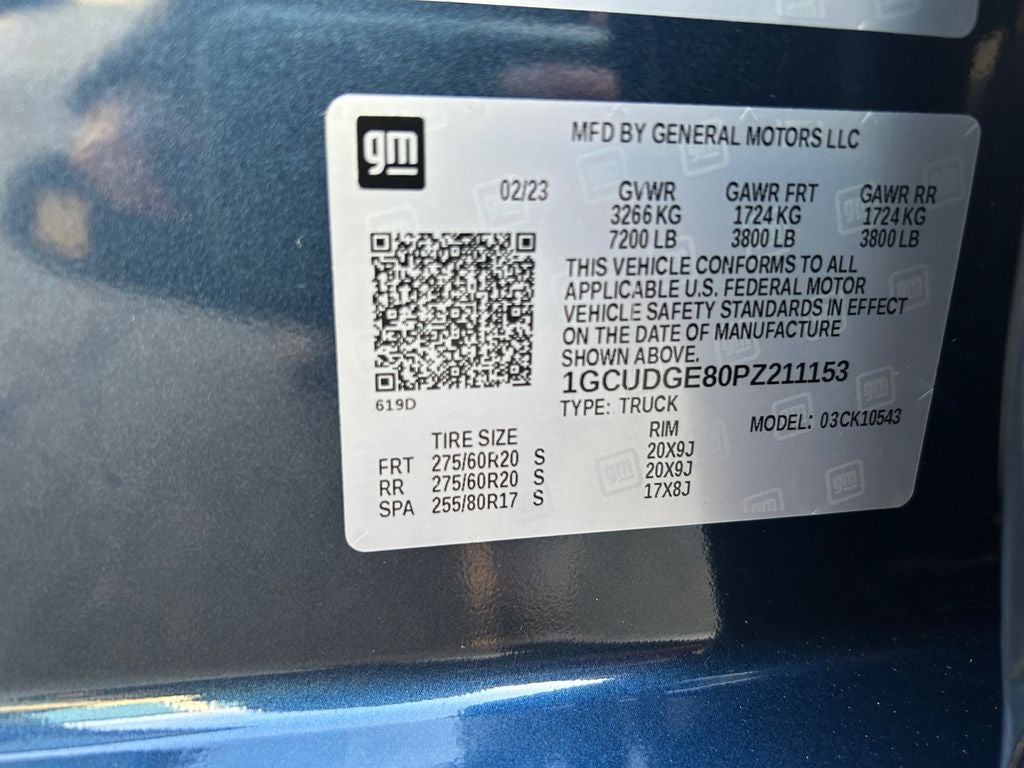 gm
MFD BY GENERAL MOTORS LLC
02/23 GVWR GAWR FRT GAWR RR
3266 KG 1724 KG 1724 KG
7200 LB 3800 LB 3800 LB
THIS VEHICLE CONFORMS TO ALL
APPLICABLE U.S. FEDERAL MOTOR
VEHICLE SAFETY STANDARDS IN EFFECT
ON THE DATE OF MANUFACTURE
SHOWN ABOVE.
1GCUDGE80PZ211153
619D
TYPE: TRUCK
MODEL: 03CK10543
TIRE SIZE RIM
FRT 275/60R20 S 20X9J
RR 275/60R20 S 20X9J
SPA 255/80R17 S 17X8J